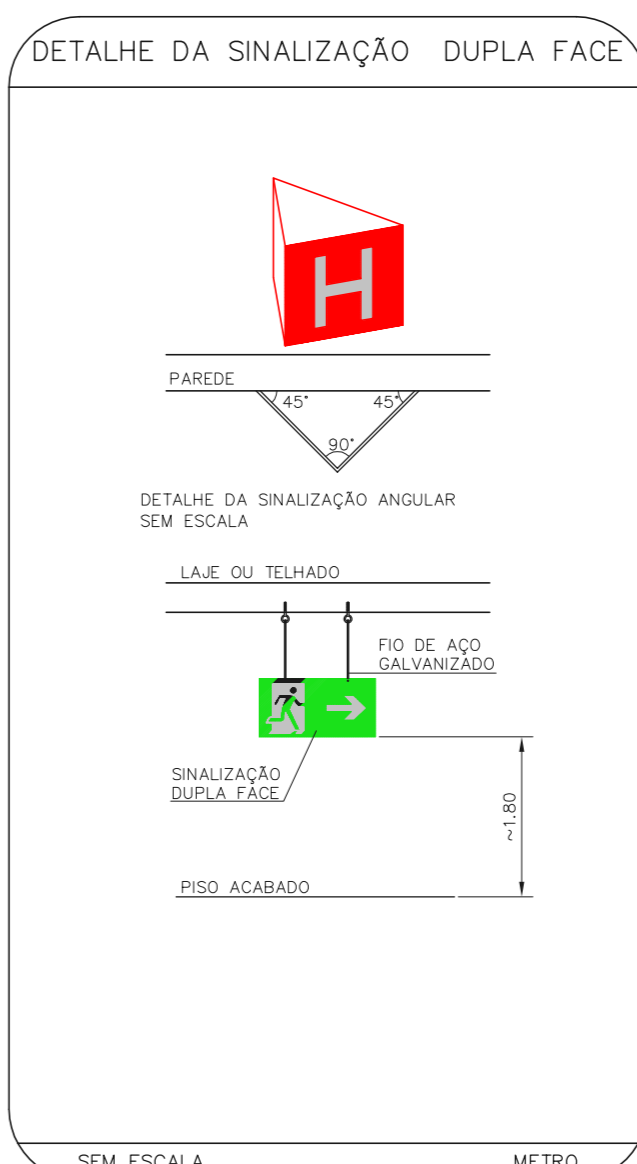 DETALHE DA SINALIZAÇÃO DUPLA FACE
H
PAREDE
45°
45°
90°
DETALHE DA SINALIZAÇÃO ANGULAR
SEM ESCALA
LAJE OU TELHADO
FIO DE AÇO
GALVANIZADO
SINALIZAÇÃO
DUPLA FACE
~1.80
PISO ACABADO
SEM ESCALA
METRO